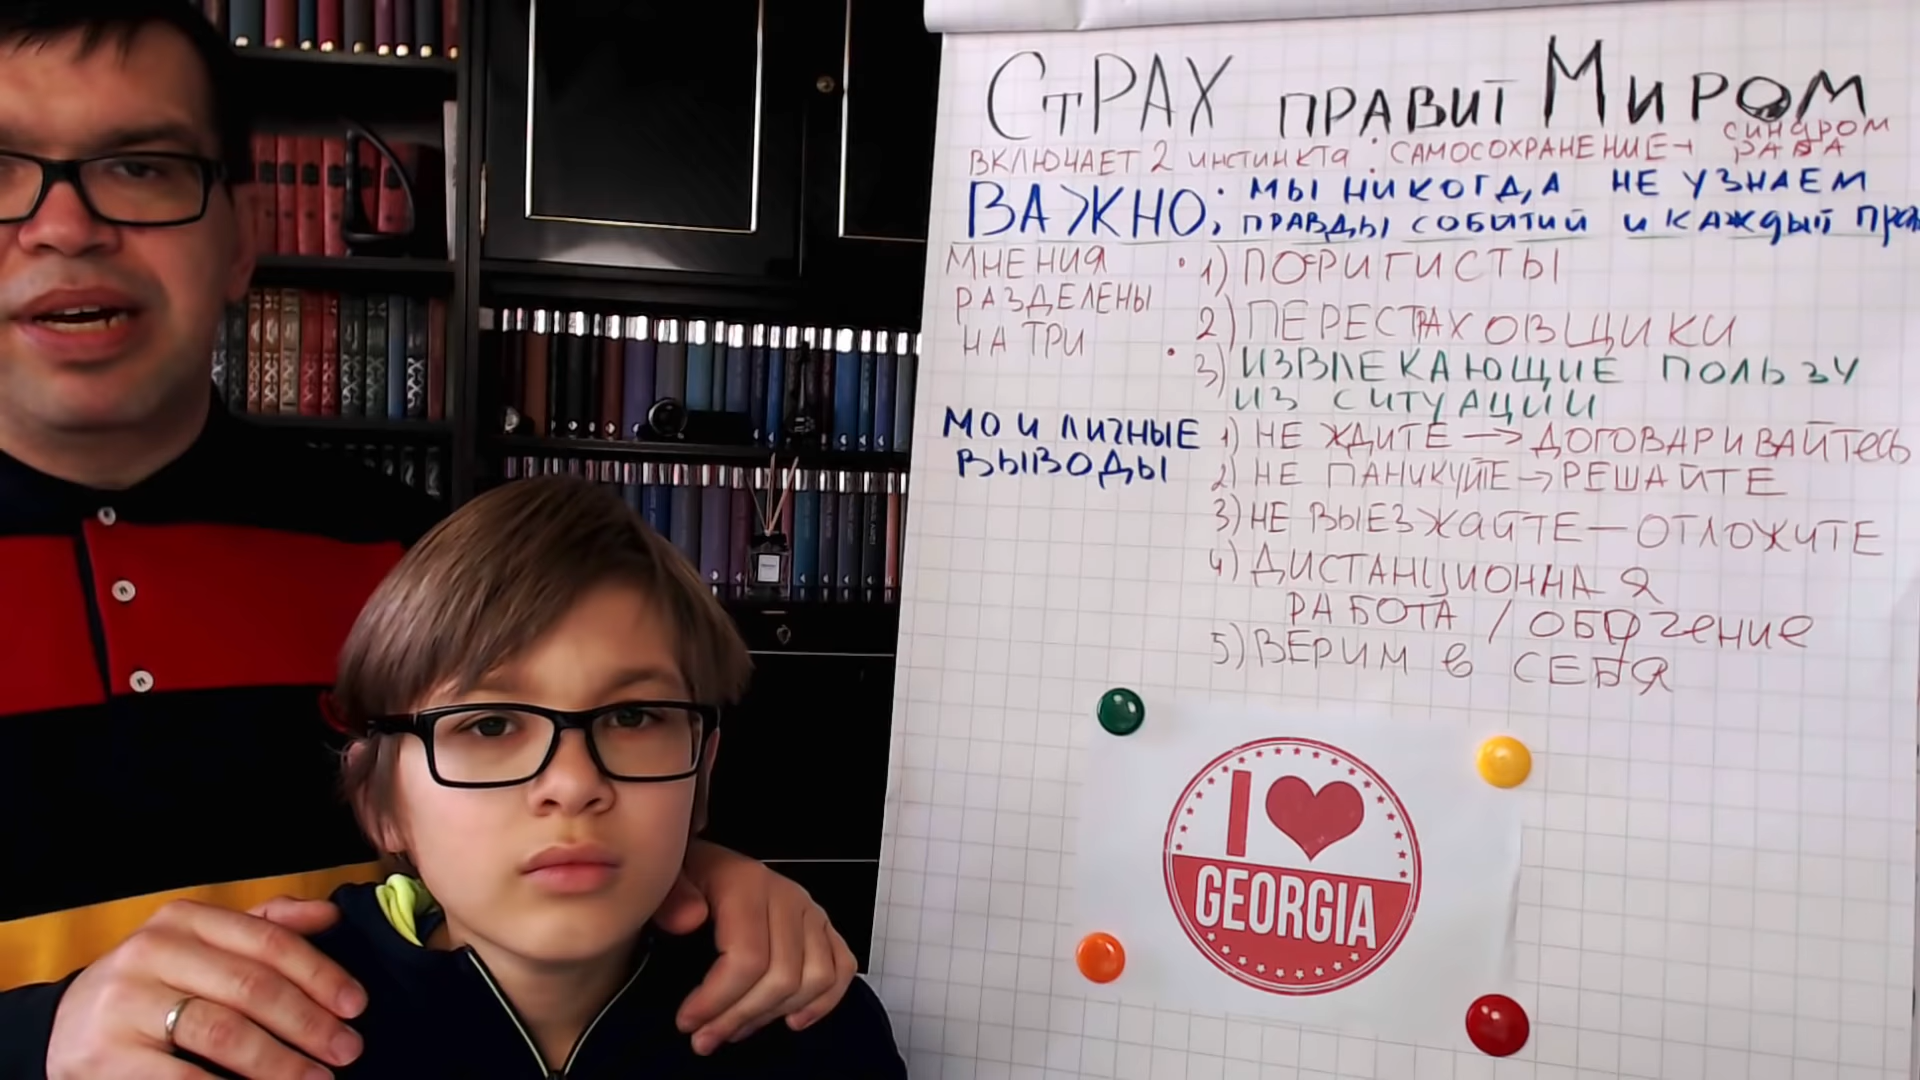 СтРАХ ПРАВИТ МИРОМ
ВКЛЮЧАЕТ 2 ИНСТИНКТА: САМОСОХРАНЕНИЕ + СИНДРОМ РАБА
ВАЖНО: МЫ НИКОГДА НЕ УЗНАЕМ
ПРАВДЫ СОБЫТИЙ И КАЖДЫЙ
МНЕНИЯ
РАЗДЕЛЕНЫ
НА ТРИ
1) ПОФИГИСТЫ
2) ПЕРЕСТРАХОВЩИКИ
3) ИЗВЛЕКАЮЩИЕ ПОЛЬЗУ
ИЗ СИТУАЦИИ
МОИ ЛИЧНЫЕ
ВЫВОДЫ
1) НЕ ЖДИТЕ → ДОГОВАРИВАЙТЕСЬ
2) НЕ ПАНИКУЙТЕ → РЕШАЙТЕ
3) НЕ ВЫЕЗЖАЙТЕ — ОТЛОЖИТЕ
4) ДИСТАНЦИОННАЯ
РАБОТА / ОБУЧЕНИЕ
5) ВЕРИМ В СЕБЯ
I ♥
GEORGIA